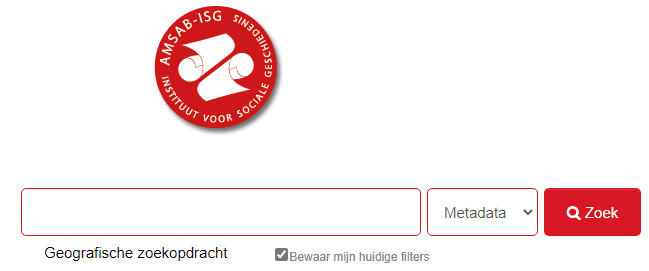 AMSAB-ISG
INSTITUUT VOOR SOCIALE GESCHIEDENIS
Metadata
Zoek
Geografische zoekopdracht
Bewaar mijn huidige filters